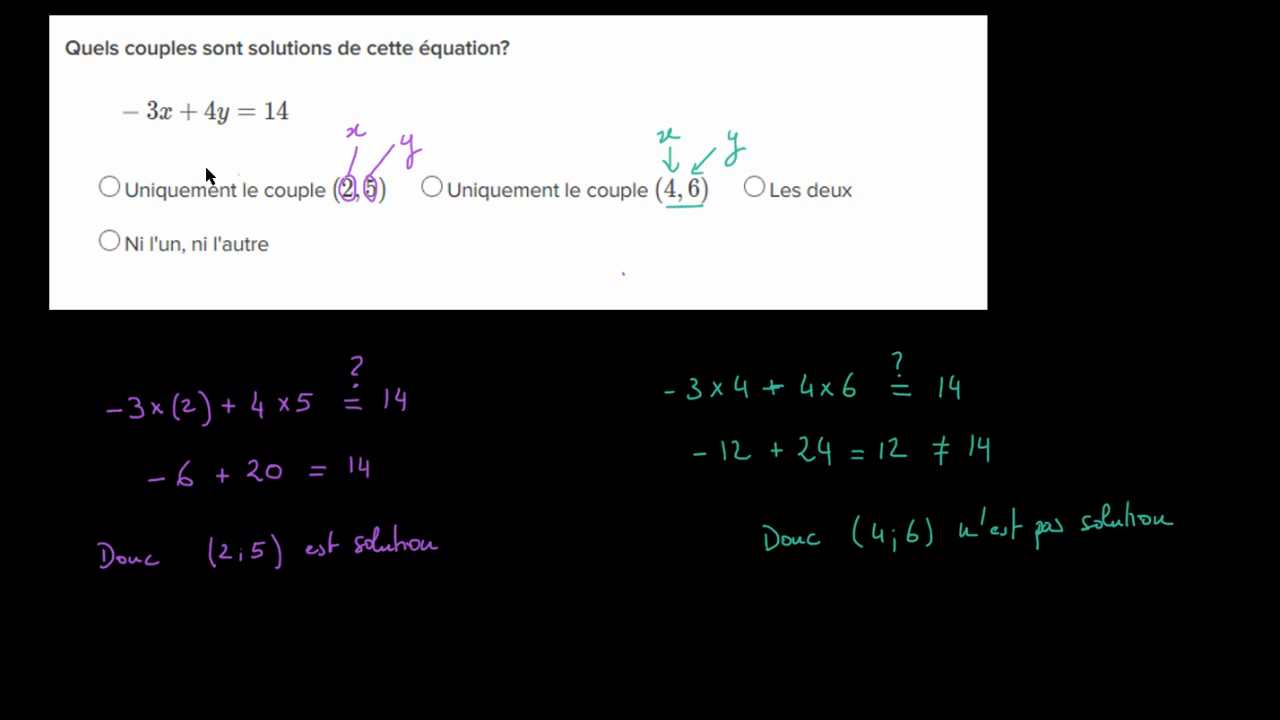 Quels couples sont solutions de cette équation?
− 3x + 4y = 14
x y x y
Uniquement le couple (2, 5) Uniquement le couple (4, 6) Les deux
Ni l'un, ni l'autre
?
-3×(2) + 4×5 = 14
-6 + 20 = 14
Donc (2;5) est solution
?
-3×4 + 4×6 = 14
-12 + 24 = 12 ≠ 14
Donc (4;6) n'est pas solution